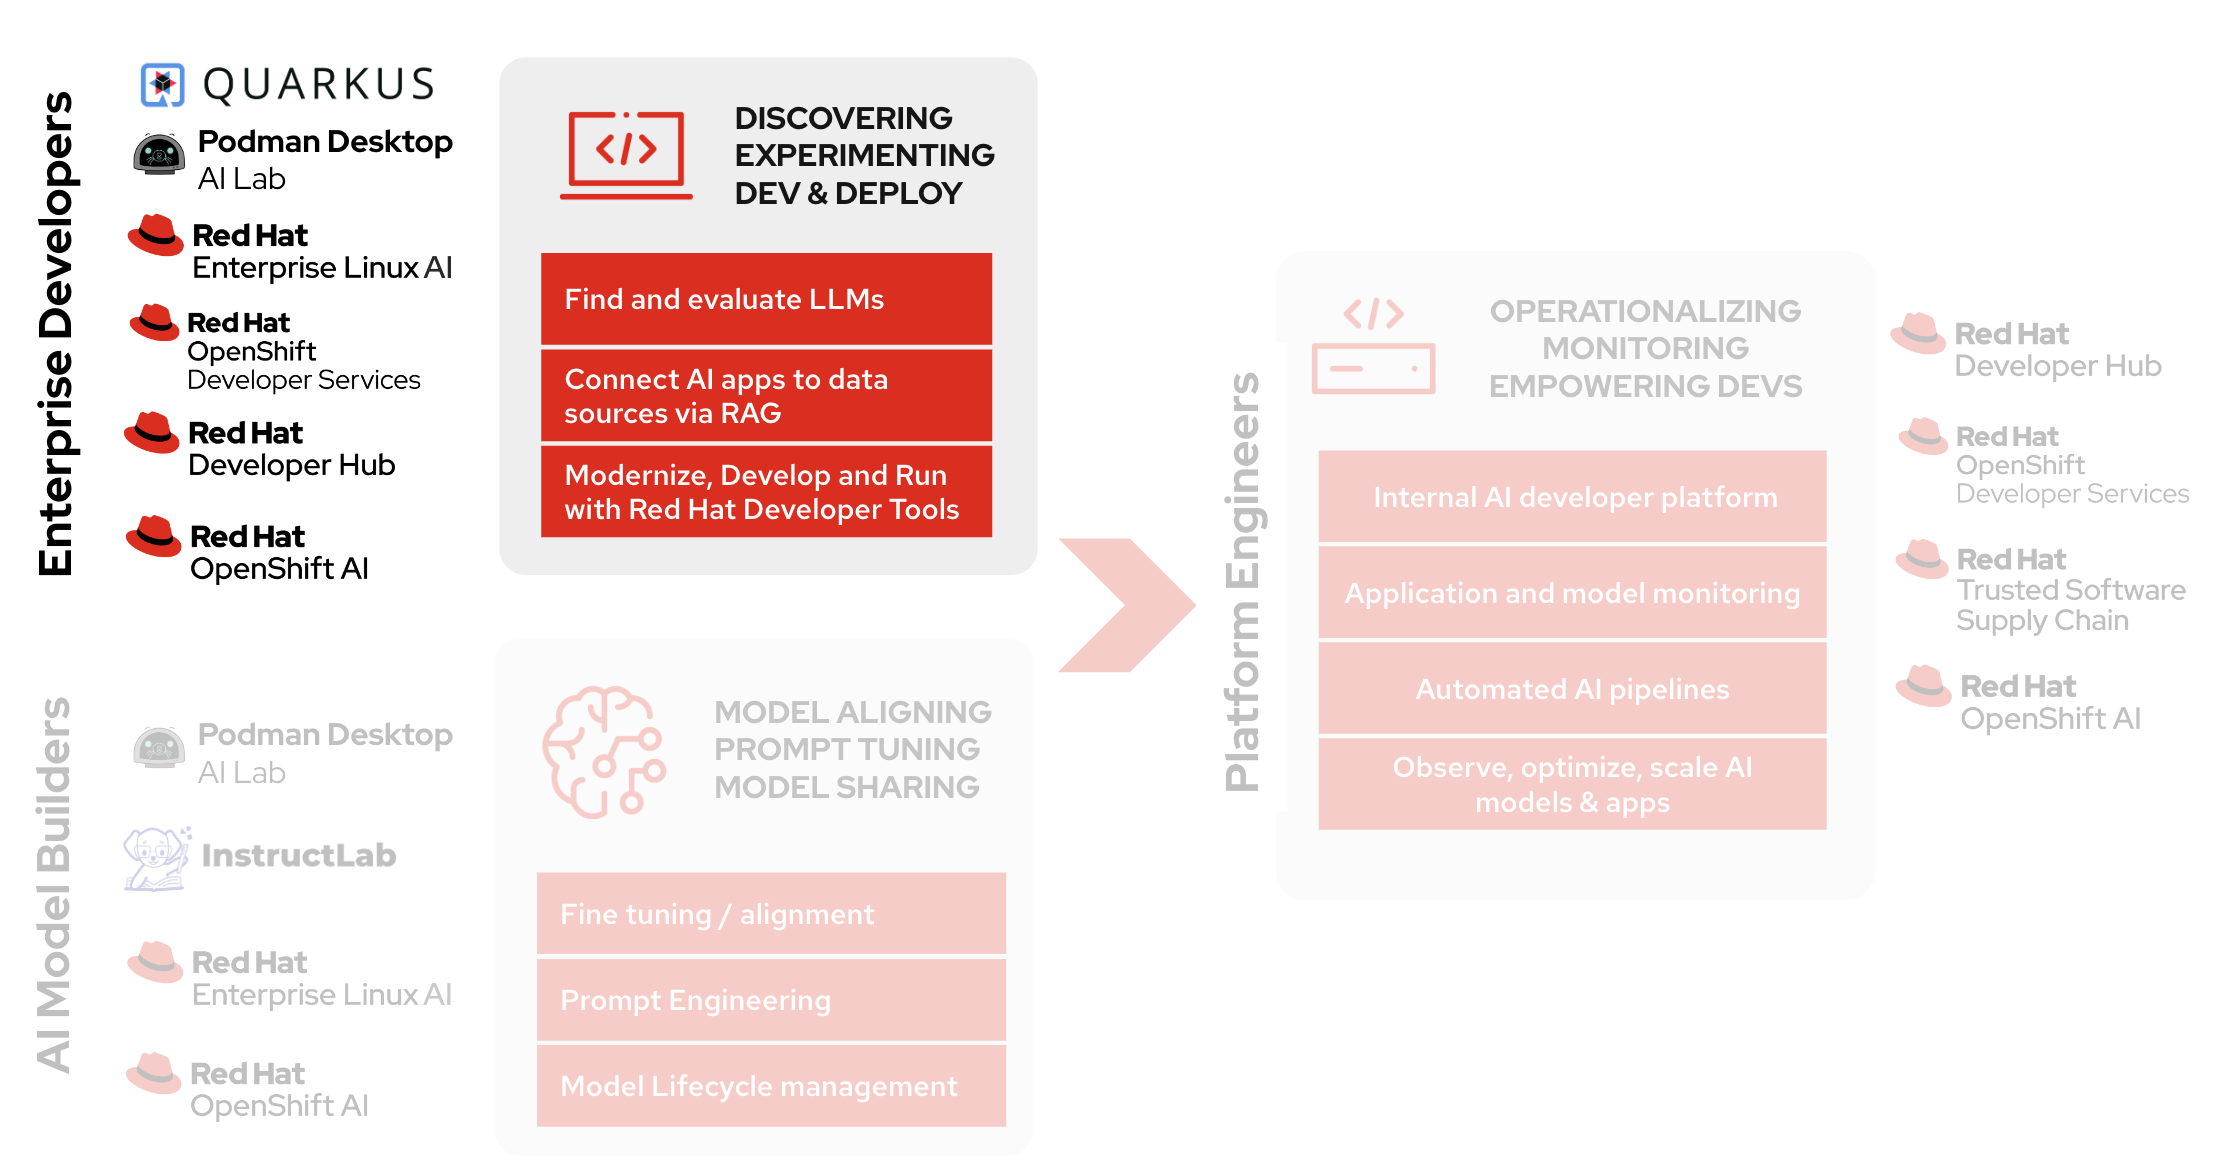 Enterprise Developers
QUARKUS
Podman Desktop
AI Lab
Red Hat
Enterprise Linux AI
Red Hat
OpenShift
Developer Services
Red Hat
Developer Hub
Red Hat
OpenShift AI
DISCOVERING
EXPERIMENTING
DEV & DEPLOY
Find and evaluate LLMs
Connect AI apps to data
sources via RAG
Modernize, Develop and Run
with Red Hat Developer Tools
AI Model Builders
Podman Desktop
AI Lab
InstructLab
Red Hat
Enterprise Linux AI
Red Hat
OpenShift AI
MODEL ALIGNING
PROMPT TUNING
MODEL SHARING
Fine tuning / alignment
Prompt Engineering
Model Lifecycle management
Platform Engineers
OPERATIONALIZING
MONITORING
EMPOWERING DEVS
Internal AI developer platform
Application and model monitoring
Automated AI pipelines
Observe, optimize, scale AI
models & apps
Red Hat
Developer Hub
Red Hat
OpenShift
Developer Services
Red Hat
Trusted Software
Supply Chain
Red Hat
OpenShift AI